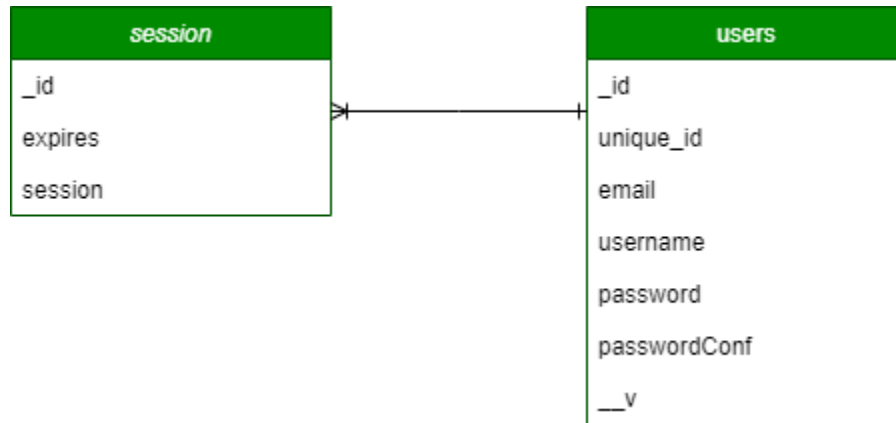 session
_id
expires
session
users
_id
unique_id
email
username
password
passwordConf
__v